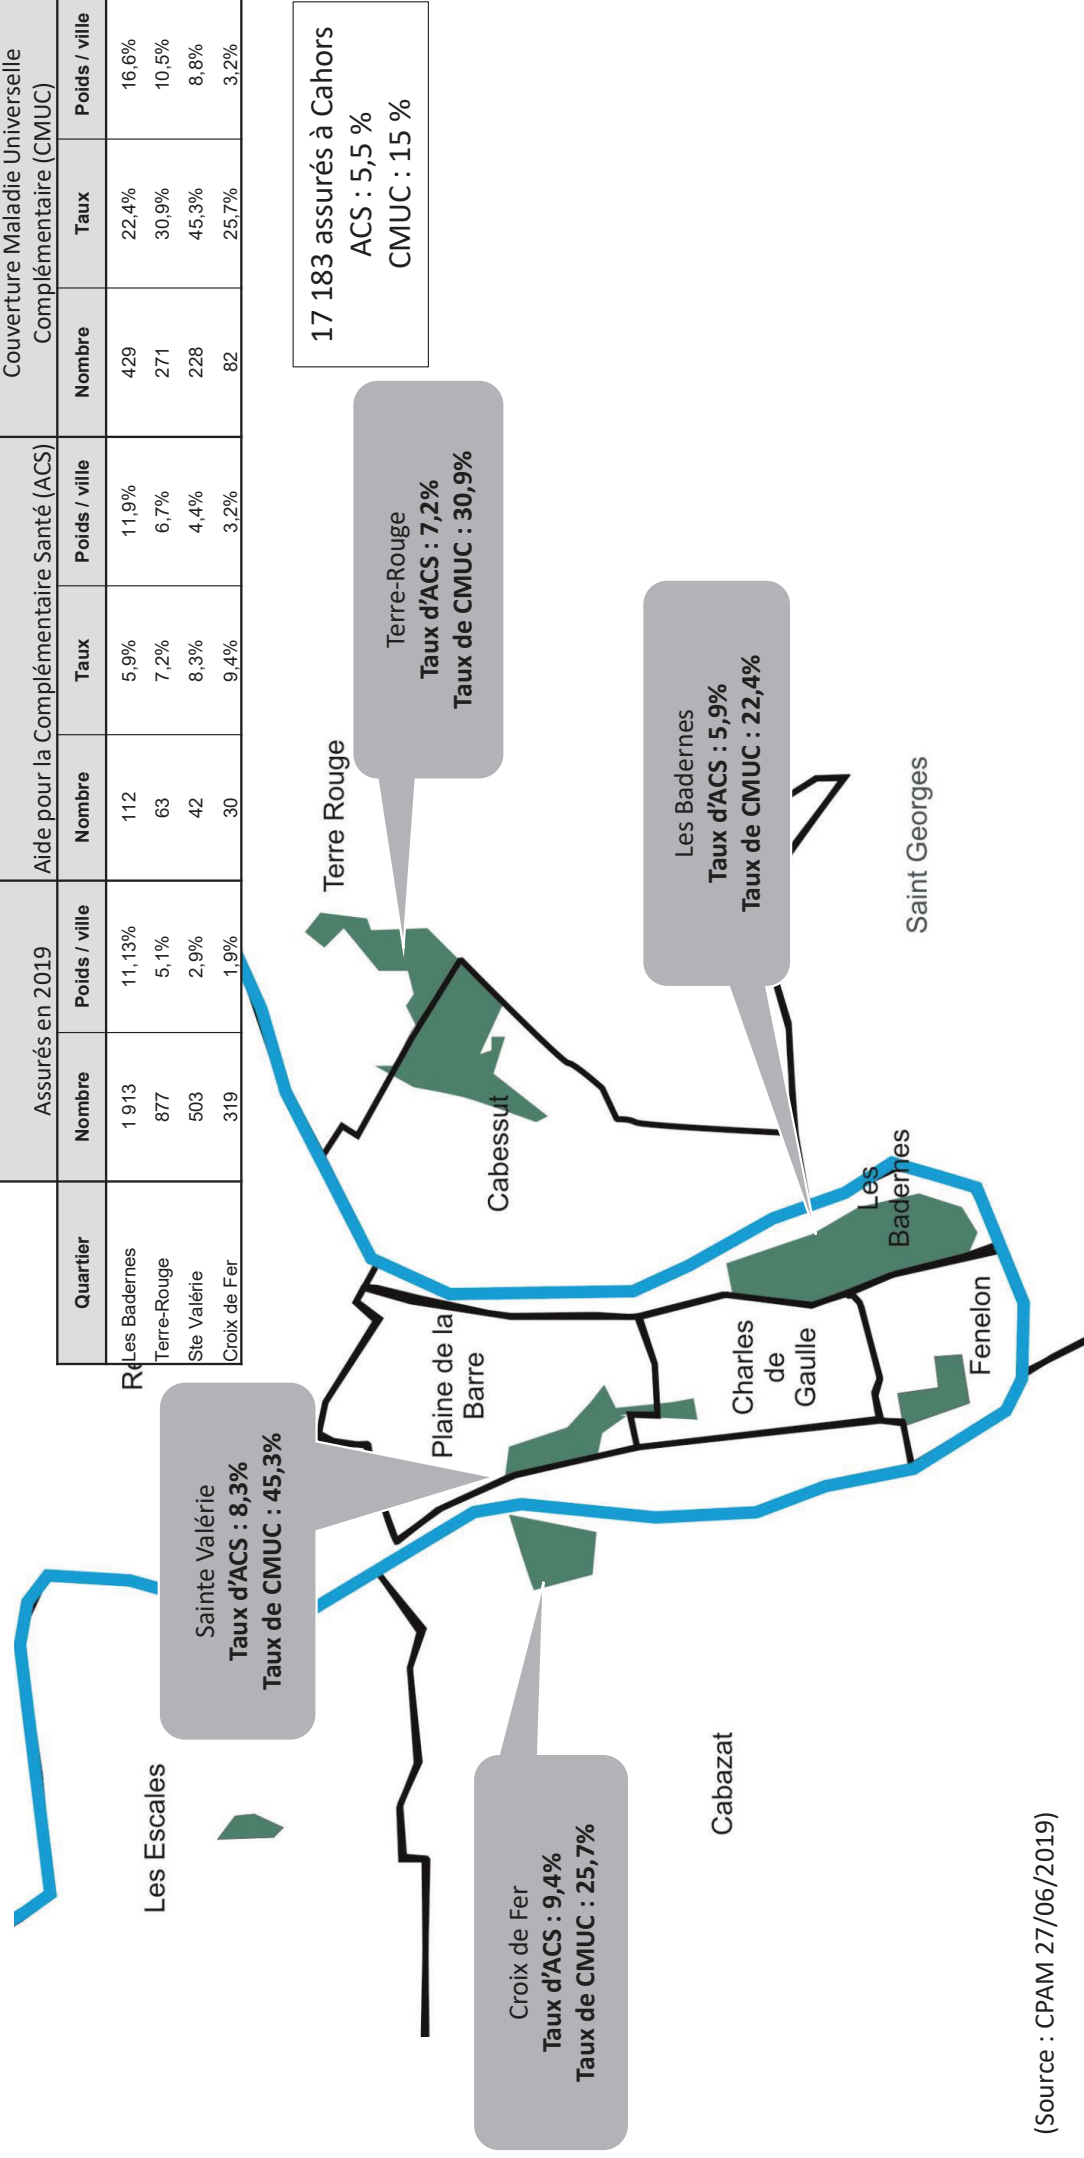 Assurés en 2019 Aide pour la Complémentaire Santé (ACS) Couverture Maladie Universelle
Complémentaire (CMUC)
Quartier Nombre Poids / ville Nombre Taux Poids / ville Nombre Taux Poids / ville
Les Badernes 1 913 11,13% 112 5,9% 11,9% 429 22,4% 16,6%
Terre-Rouge 877 5,1% 63 7,2% 6,7% 271 30,9% 10,5%
Ste Valérie 503 2,9% 42 8,3% 4,4% 228 45,3% 8,8%
Croix de Fer 319 1,9% 30 9,4% 3,2% 82 25,7% 3,2%
17 183 assurés à Cahors
ACS : 5,5 %
CMUC : 15 %
Les Escales
Sainte Valérie
Taux d'ACS : 8,3%
Taux de CMUC : 45,3%
Terre Rouge
Terre-Rouge
Taux d'ACS : 7,2%
Taux de CMUC : 30,9%
Plaine de la
Barre
Cabessut
Croix de Fer
Taux d'ACS : 9,4%
Taux de CMUC : 25,7%
Les Badernes
Taux d'ACS : 5,9%
Taux de CMUC : 22,4%
Cabazat
Charles
de
Gaulle
Les
Badernes
Saint Georges
Fenelon
(Source : CPAM 27/06/2019)